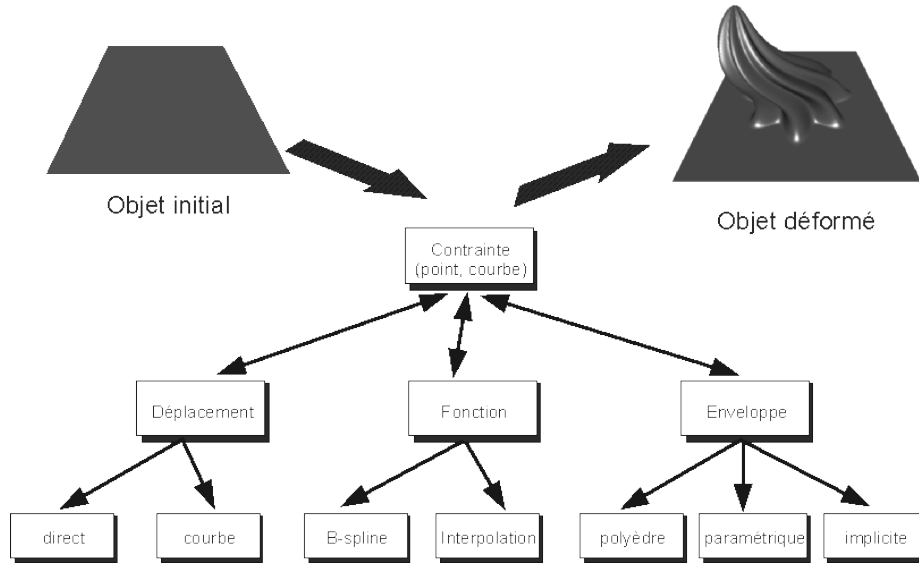 Objet initial
Objet déformé
Contrainte
(point, courbe)
Déplacement
Fonction
Enveloppe
direct
courbe
B-spline
Interpolation
polyèdre
paramétrique
implicite